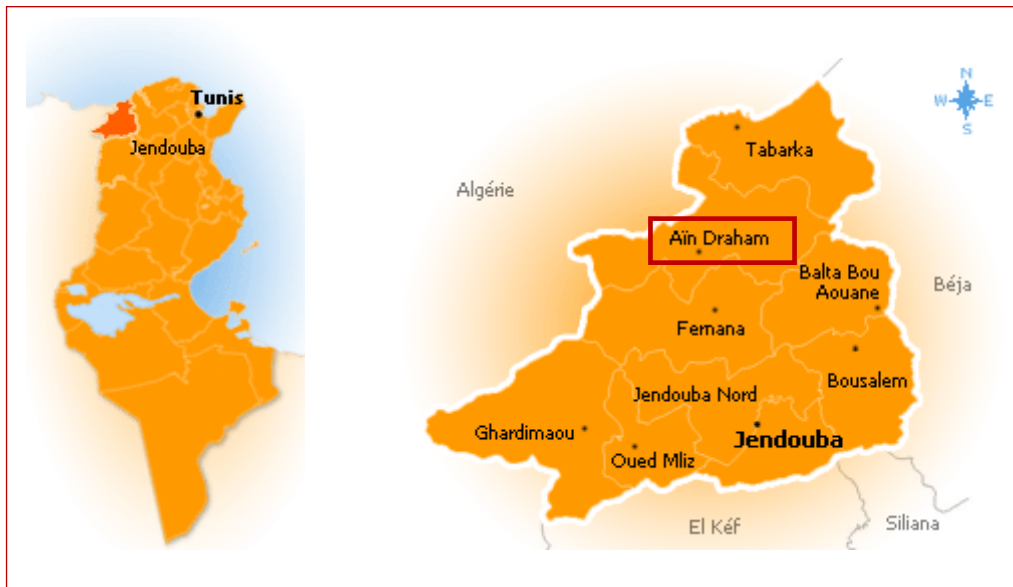 Tunis
Jendouba
N
W E
S
Tabarka
Algérie
Aïn Draham
Balta Bou
Aouane
Béja
Fernana
Bousalem
Jendouba Nord
Ghardimaou
Jendouba
Oued Mliz
El Kéf
Siliana